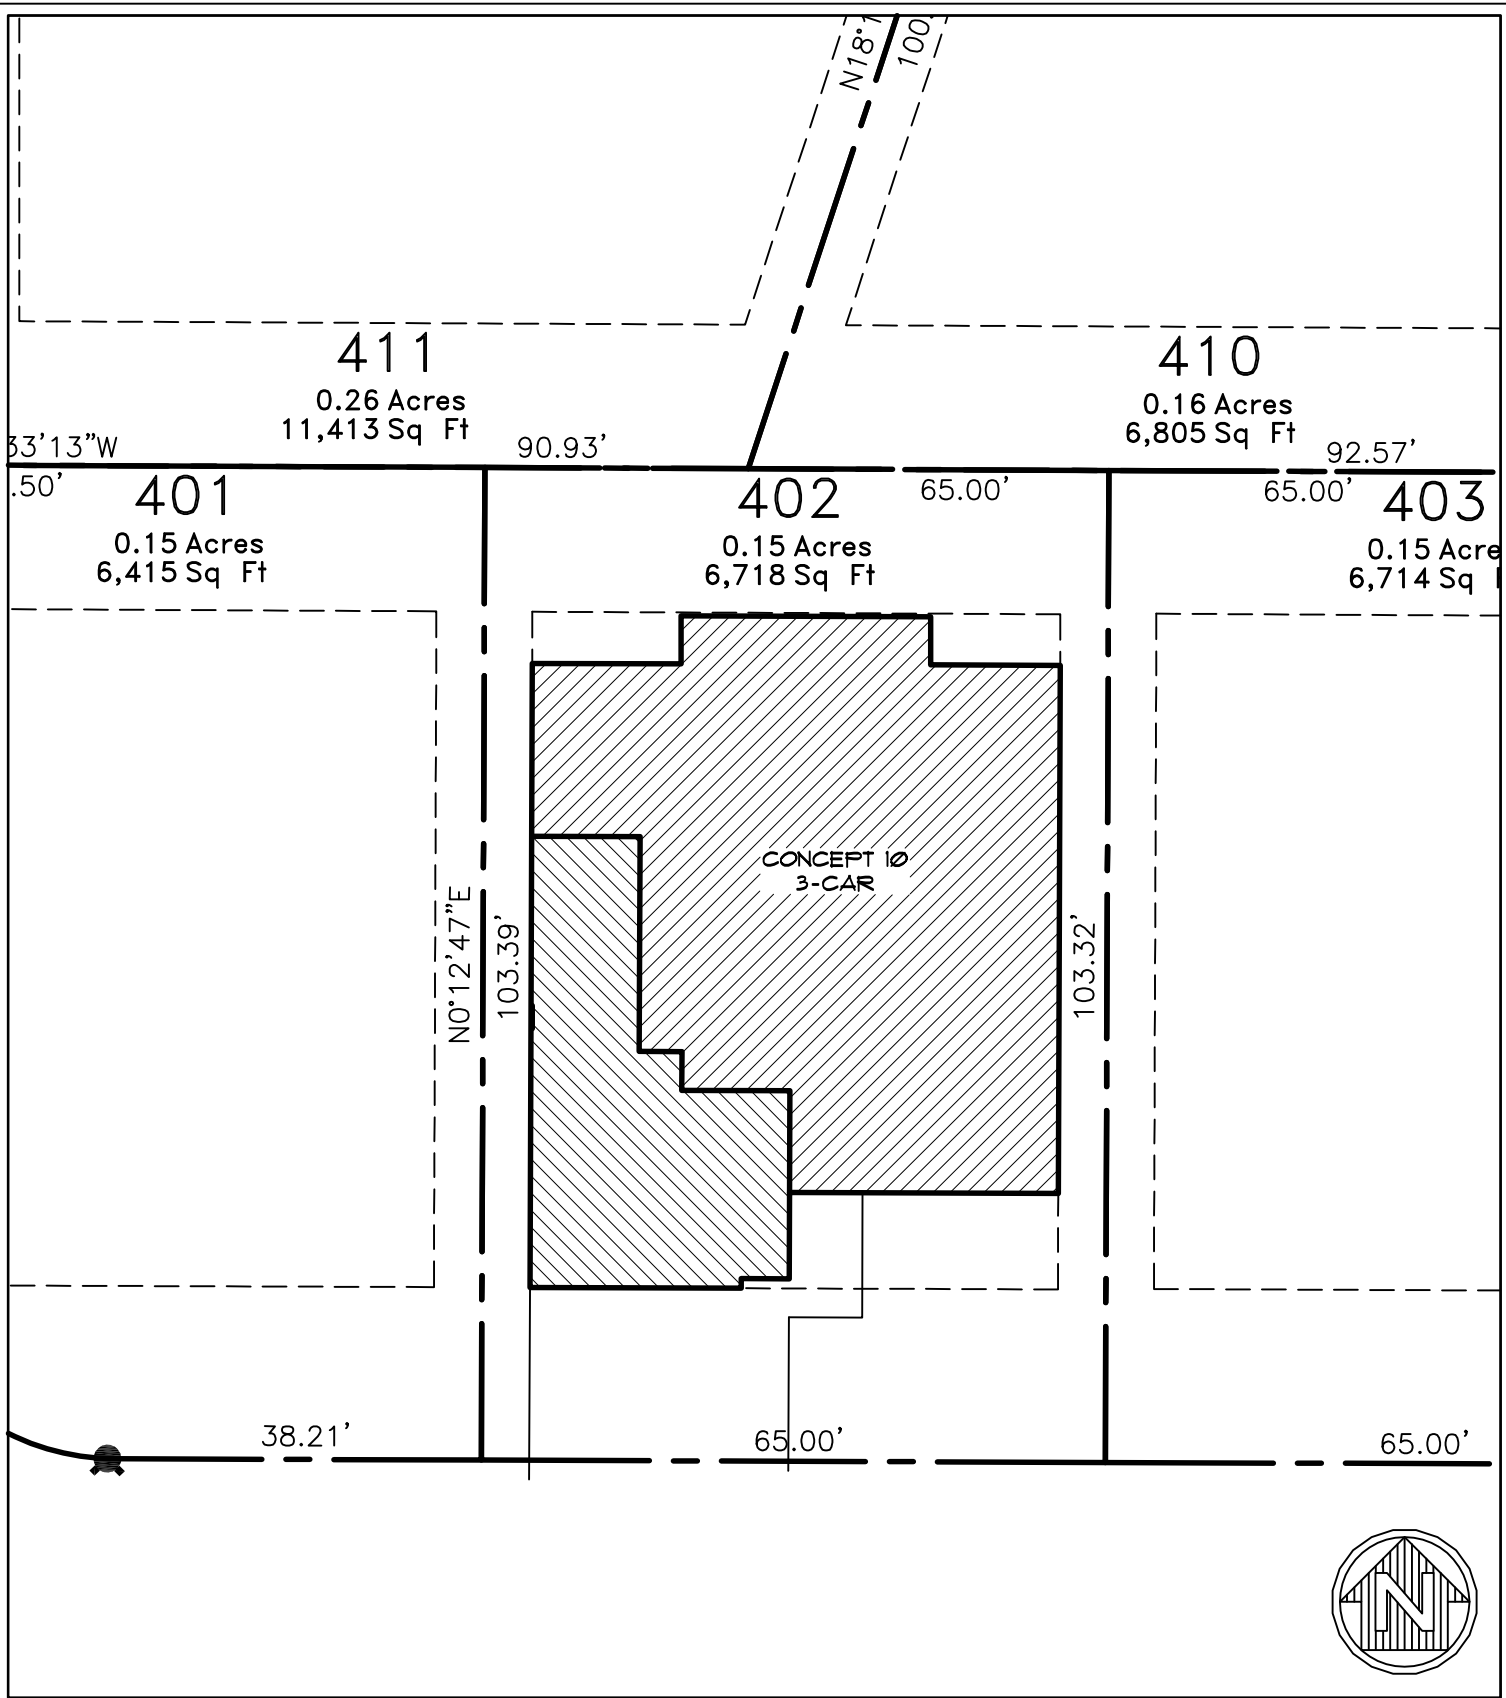 N18°1
100.
411
0.26 Acres
11,413 Sq Ft
410
0.16 Acres
6,805 Sq Ft
33'13"W
90.93'
92.57'
.50'
401
0.15 Acres
6,415 Sq Ft
402
0.15 Acres
6,718 Sq Ft
65.00'
65.00'
403
0.15 Acre
6,714 Sq
CONCEPT 10
3-CAR
N0°12'47"E
103.39'
103.32'
38.21'
65.00'
65.00'
N